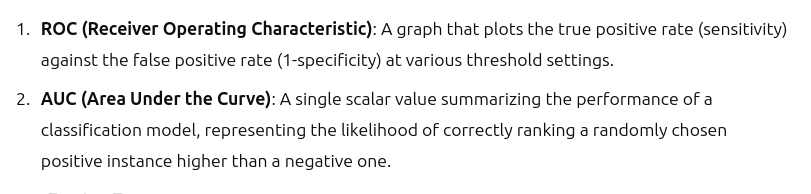 1. ROC (Receiver Operating Characteristic): A graph that plots the true positive rate (sensitivity)
against the false positive rate (1-specificity) at various threshold settings.
2. AUC (Area Under the Curve): A single scalar value summarizing the performance of a
classification model, representing the likelihood of correctly ranking a randomly chosen
positive instance higher than a negative one.